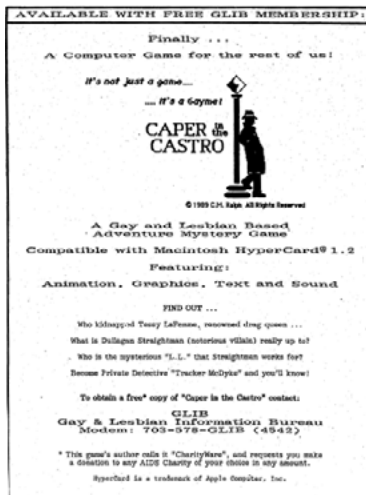 AVAILABLE WITH FREE GLIB MEMBERSHIP:
Finally ...
A Computer Game for the rest of us!
It's not just a game....
.... it's a Gayme!
CAPER in the
CASTRO
© 1989 C.M. Ralph All Rights Reserved
A Gay and Lesbian Based
Adventure Mystery Game
Compatible with Macintosh HyperCard® 1.2
Featuring:
Animation, Graphics, Text and Sound
FIND OUT ...
Who kidnapped Tessy LaFemme, renowned drag queen ...
What is Dullagan Straightman (notorious villain) really up to?
Who is the mysterious "L.L." that Straightman works for?
Become Private Detective "Tracker McDyke" and you'll know!
To obtain a free* copy of "Caper in the Castro" contact:
GLIB
Gay & Lesbian Information Bureau
Modem: 703-578-GLIB (4542)
* This game's author calls it "CharityWare", and requests you make
a donation to any AIDS Charity of your choice in any amount.
HyperCard is a trademark of Apple Computer, Inc.